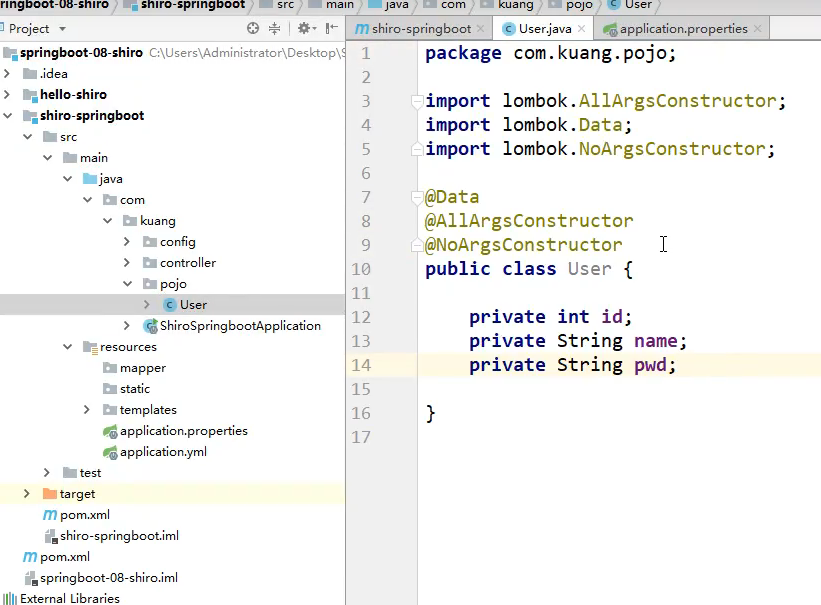 ringboot-08-shiro shiro-springboot src main java com kuang pojo User
Project
springboot-08-shiro C:\Users\Administrator\Desktop\S
.idea
hello-shiro
shiro-springboot
src
main
java
com
kuang
config
controller
pojo
User
ShiroSpringbootApplication
resources
mapper
static
templates
application.properties
application.yml
test
target
pom.xml
shiro-springboot.iml
pom.xml
springboot-08-shiro.iml
External Libraries
shiro-springboot User.java application.properties
1 package com.kuang.pojo;
2
3 import lombok.AllArgsConstructor;
4 import lombok.Data;
5 import lombok.NoArgsConstructor;
6
7 @Data
8 @AllArgsConstructor
9 @NoArgsConstructor
10 public class User {
11
12 private int id;
13 private String name;
14 private String pwd;
15
16 }
17